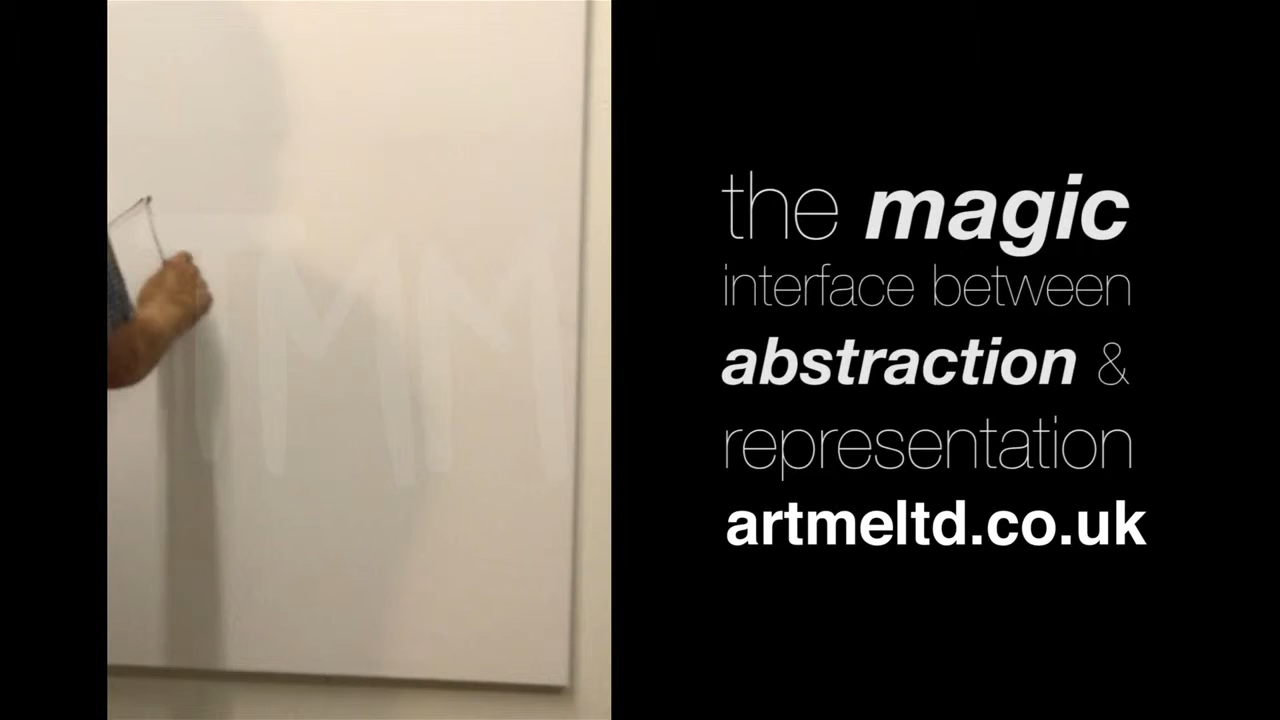 the magic
interface between
abstraction &
representation
artmeltd.co.uk